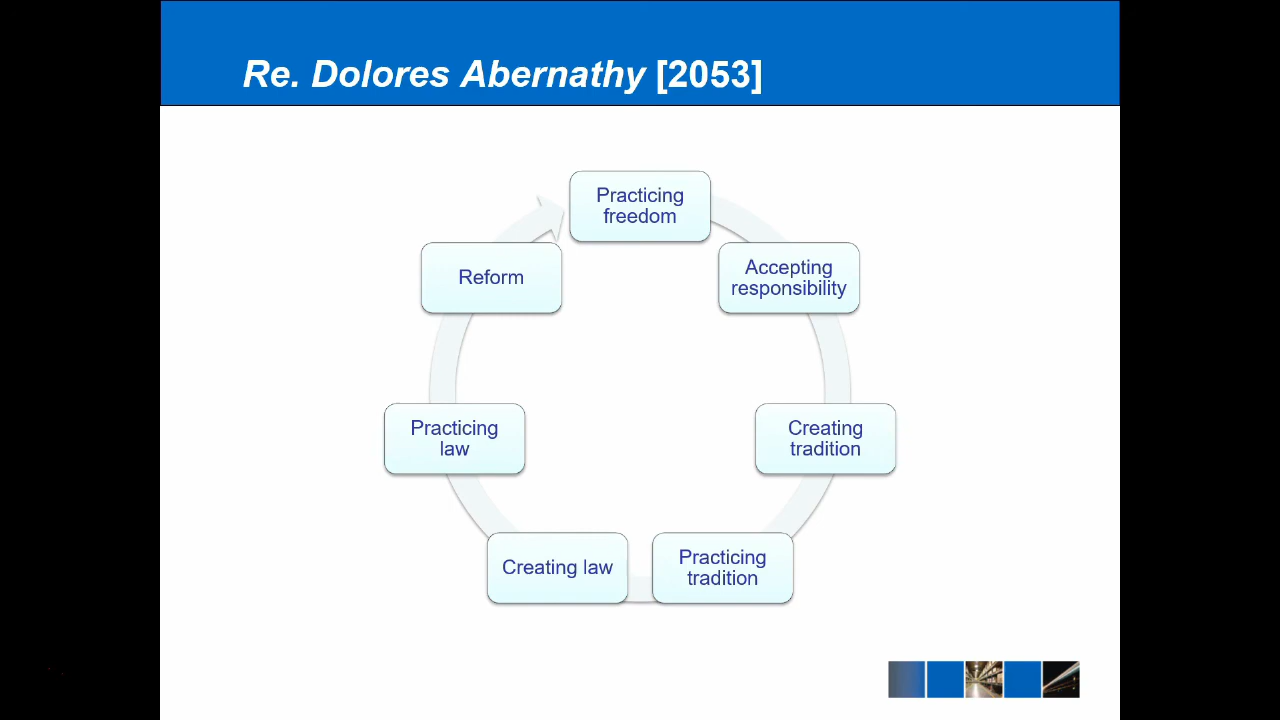 Re. Dolores Abernathy [2053]
Practicing
freedom
Accepting
responsibility
Creating
tradition
Practicing
tradition
Creating law
Practicing
law
Reform